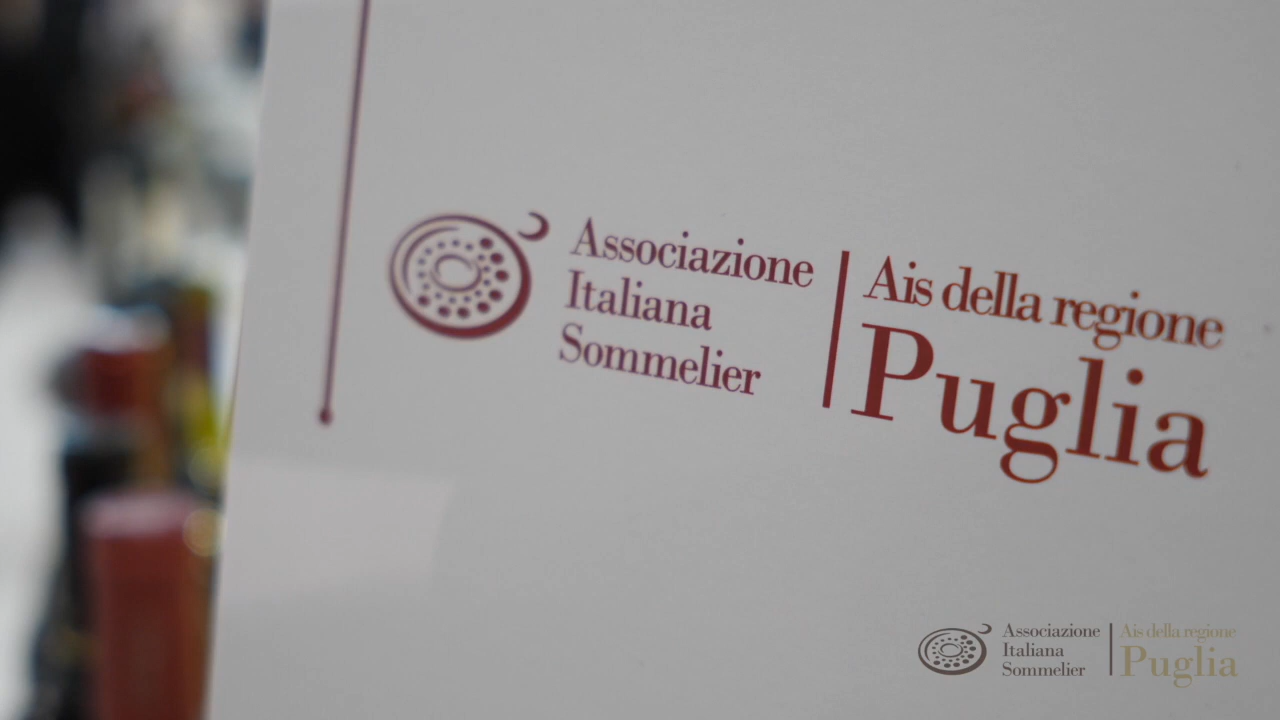 Associazione
Italiana
Sommelier
Ais della regione
Puglia
Associazione
Italiana
Sommelier
Ais della regione
Puglia